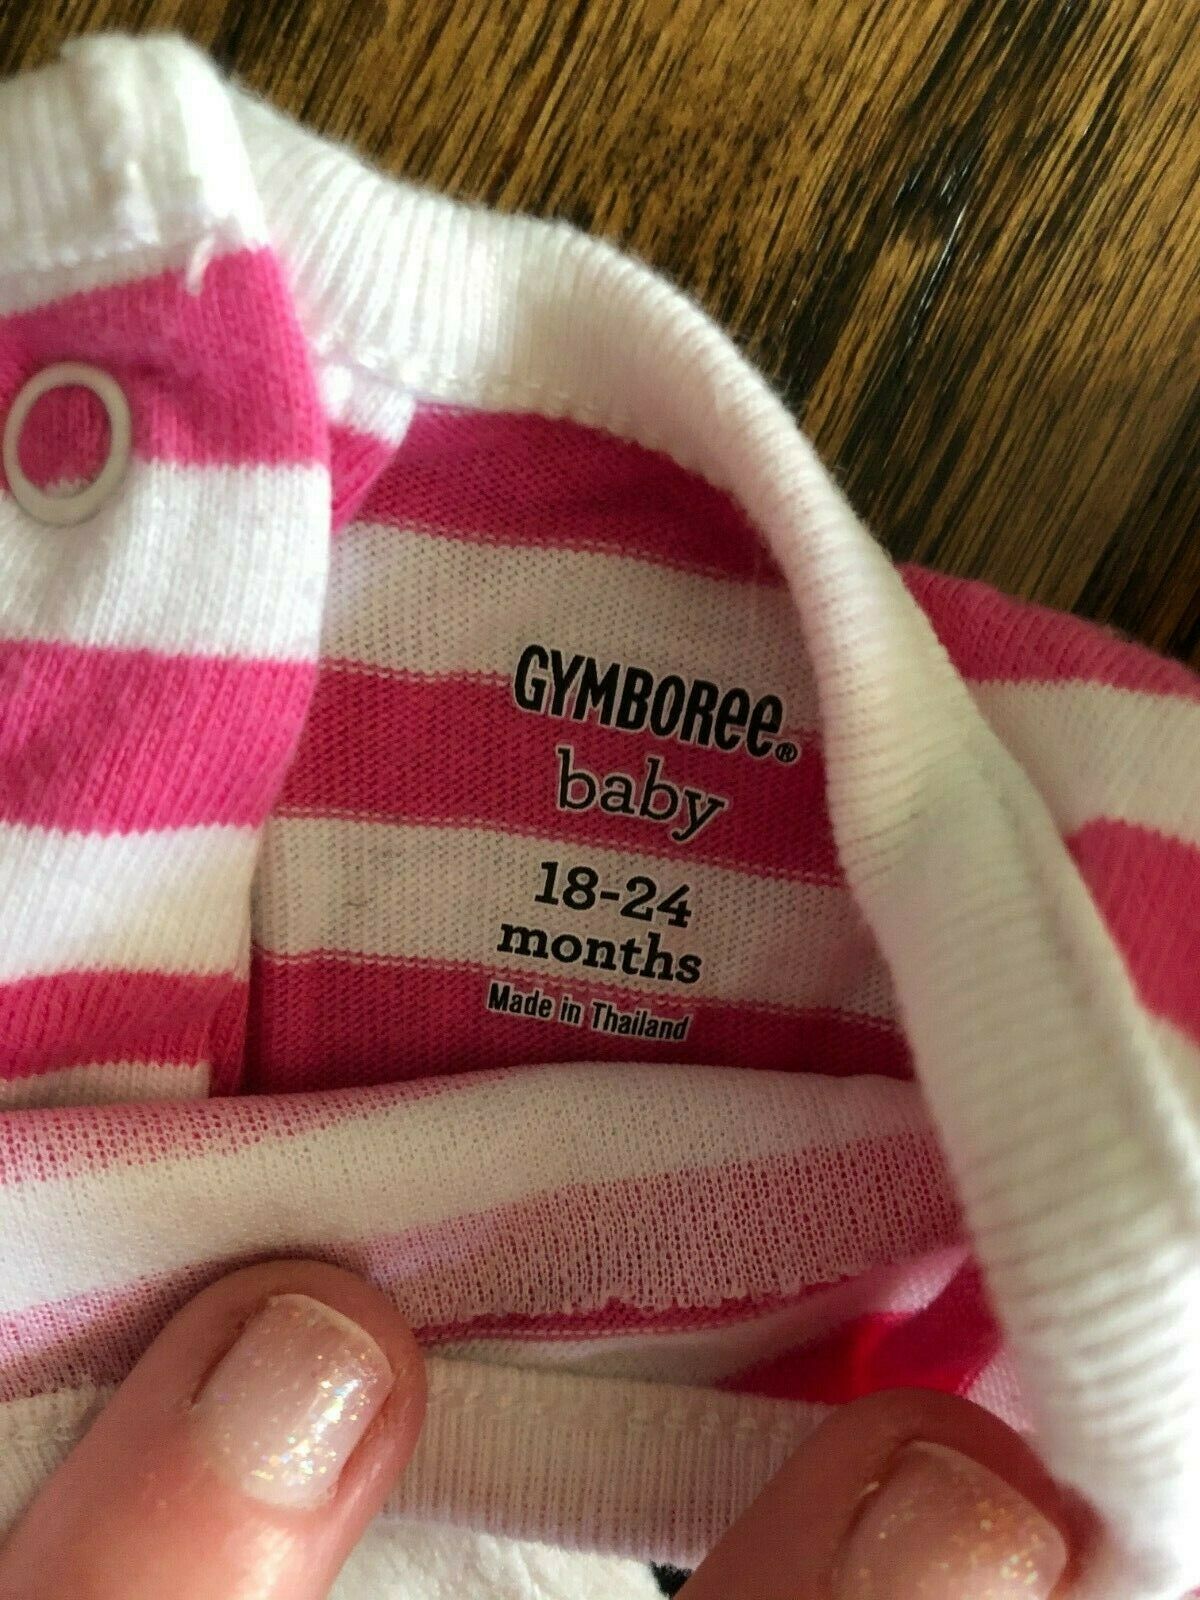 GYMBOREE®
baby
18-24
months
Made in Thailand